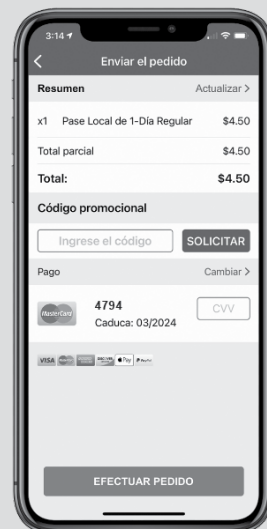 3:14
Enviar el pedido
Resumen Actualizar >
x1 Pase Local de 1-Día Regular $4.50
Total parcial $4.50
Total: $4.50
Código promocional
Ingrese el código SOLICITAR
Pago Cambiar >
MasterCard 4794 CVV
Caduca: 03/2024
VISA Pay PayPal
EFECTUAR PEDIDO